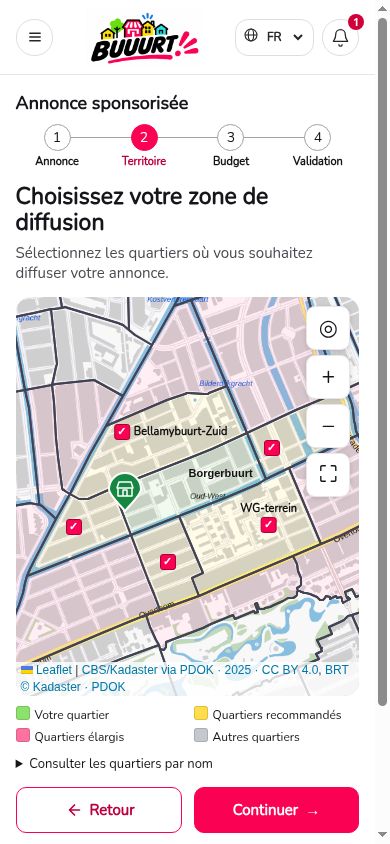 BUUURT!
FR
1
Annonce sponsorisée
1
2
3
4
Annonce
Territoire
Budget
Validation
Choisissez votre zone de
diffusion
Sélectionnez les quartiers où vous souhaitez
diffuser votre annonce.
Bilderdijkgracht
Bellamybuurt-Zuid
Borgerbuurt
Oud-West
WG-terrein
Overtoom
Leaflet | CBS/Kadaster via PDOK · 2025 · CC BY 4.0, BRT
© Kadaster · PDOK
Votre quartier
Quartiers recommandés
Quartiers élargis
Autres quartiers
Consulter les quartiers par nom
← Retour
Continuer →